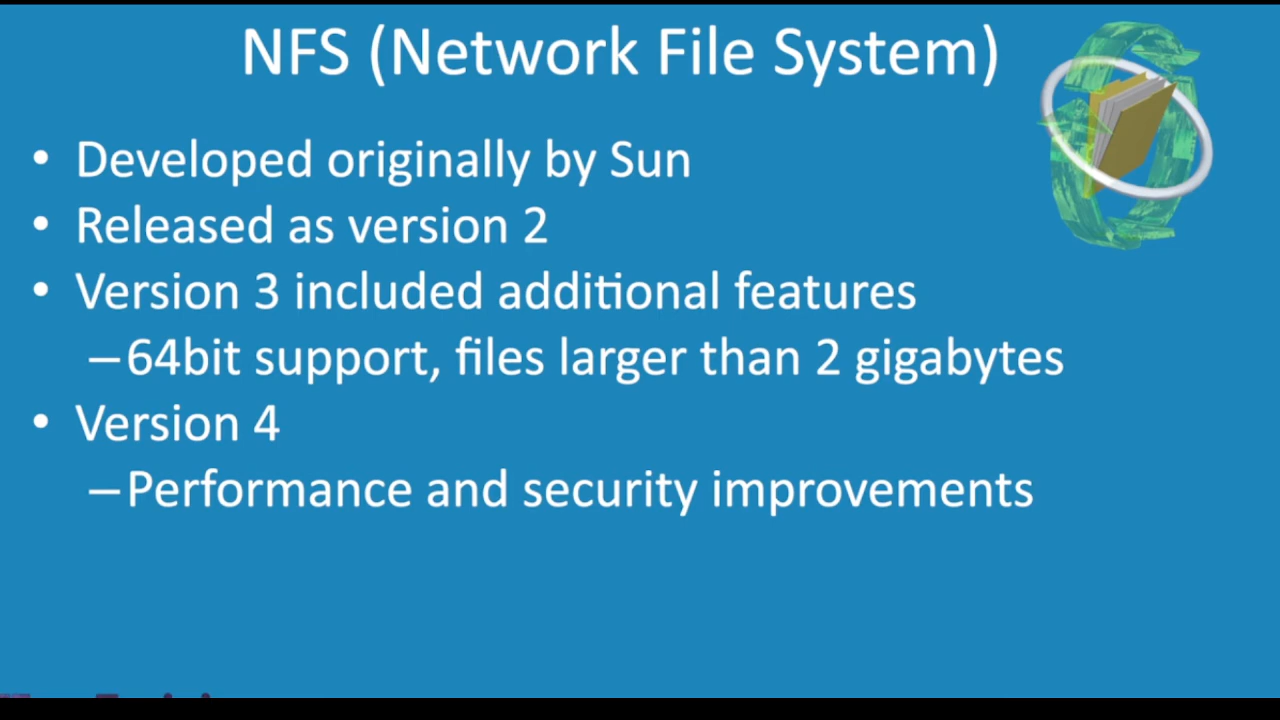 NFS (Network File System)
• Developed originally by Sun
• Released as version 2
• Version 3 included additional features
–64bit support, files larger than 2 gigabytes
• Version 4
–Performance and security improvements